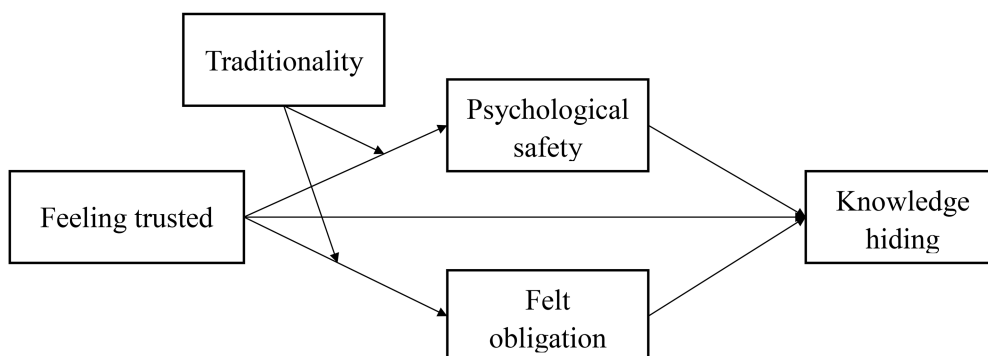 Traditionality
Psychological
safety
Feeling trusted
Knowledge
hiding
Felt
obligation